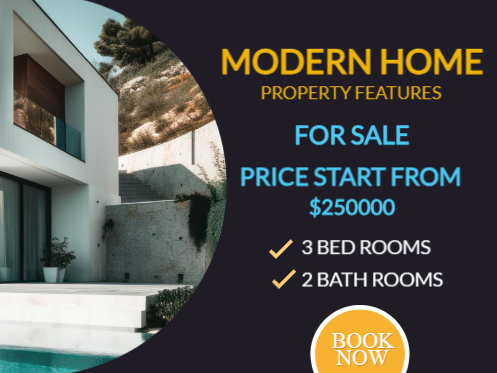 MODERN HOME
PROPERTY FEATURES
FOR SALE
PRICE START FROM
$250000
3 BED ROOMS
2 BATH ROOMS
BOOK
NOW